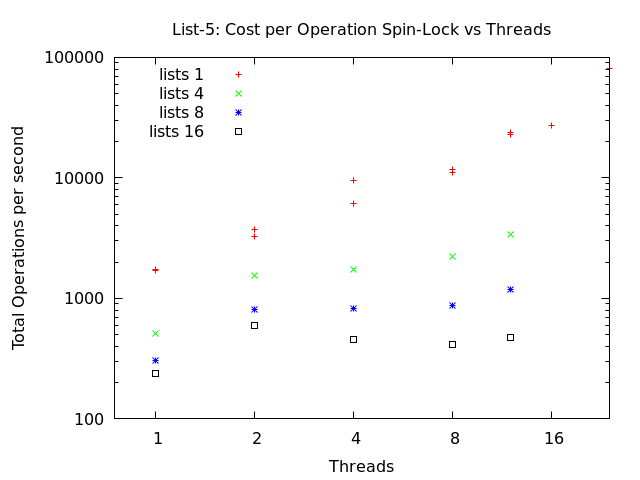 List-5: Cost per Operation Spin-Lock vs Threads
100000
10000
1000
100
lists 1
lists 4
lists 8
lists 16
Total Operations per second
1 2 4 8 16
Threads